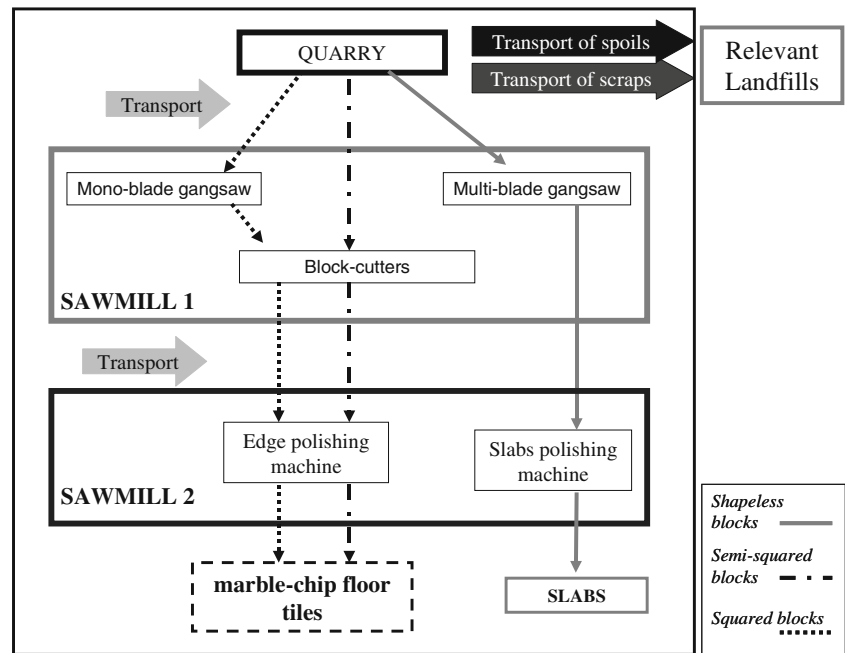 QUARRY
Transport of spoils
Transport of scraps
Relevant
Landfills
Transport
Mono-blade gangsaw
Multi-blade gangsaw
Block-cutters
SAWMILL 1
Transport
Edge polishing
machine
Slabs polishing
machine
SAWMILL 2
marble-chip floor
tiles
SLABS
Shapeless
blocks
Semi-squared
blocks
Squared blocks